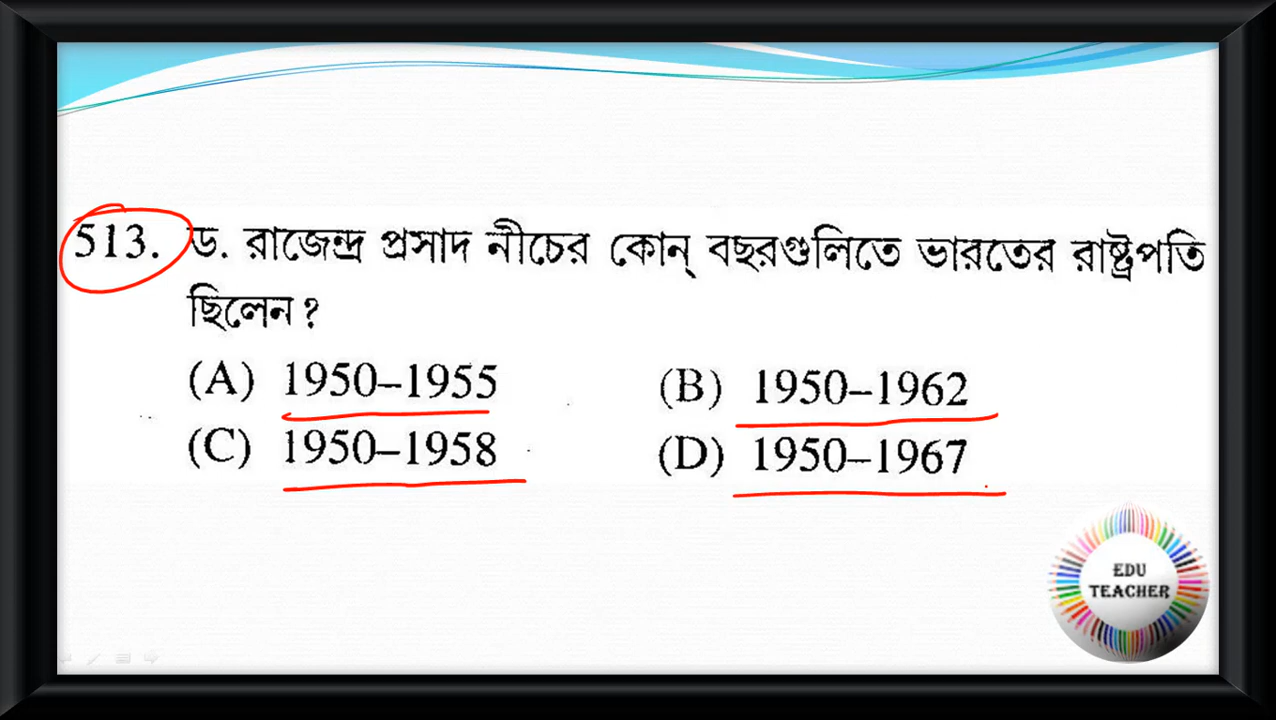 513. ড. রাজেন্দ্র প্রসাদ নীচের কোন্ বছরগুলিতে ভারতের রাষ্ট্রপতি
ছিলেন?
(A) 1950–1955 (B) 1950–1962
(C) 1950–1958 (D) 1950–1967
EDU
TEACHER